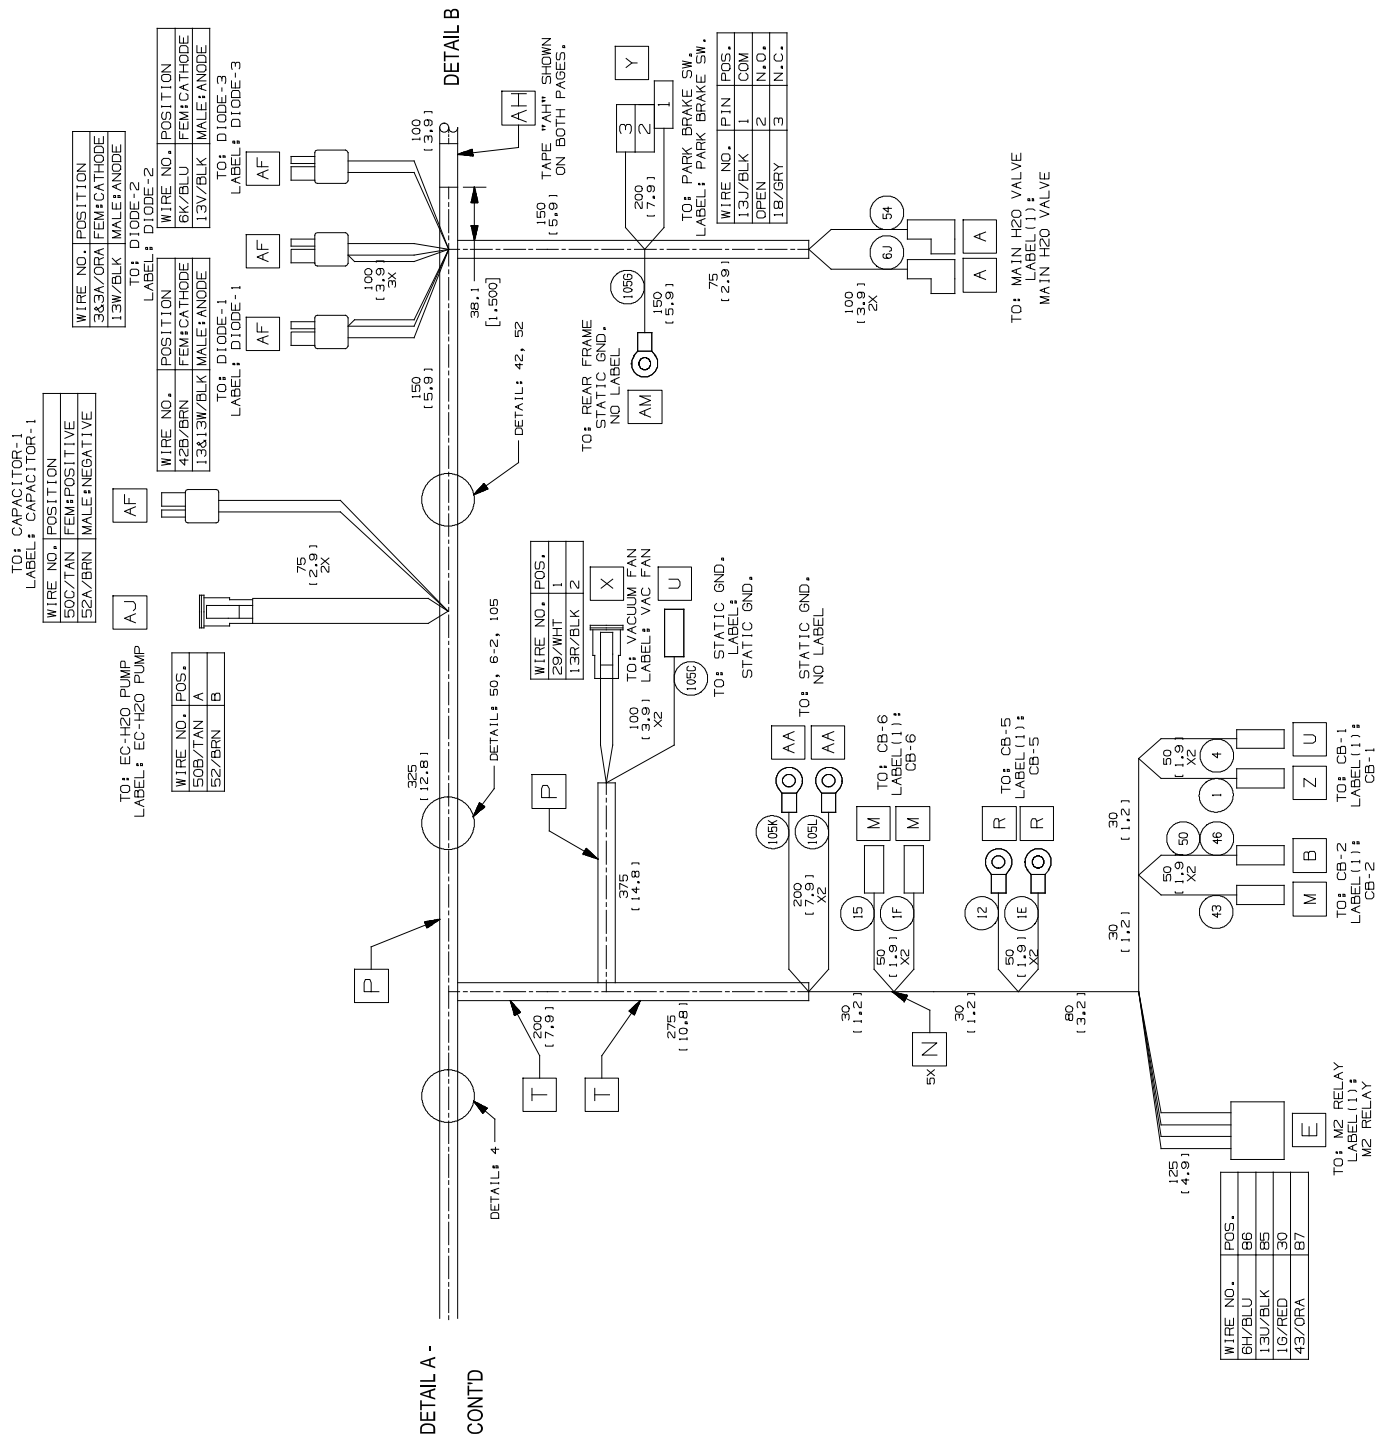 TO: CAPACITOR-1
LABEL: CAPACITOR-1
WIRE NO. POSITION
50C/TAN FEM:POSITIVE
52A/BRN MALE:NEGATIVE
AF
AJ
75
[2.9]
2X
TO: EC-H2O PUMP
LABEL: EC-H2O PUMP
WIRE NO. POS.
50B/TAN A
52/BRN B
WIRE NO. POSITION
3&3A/ORA FEM:CATHODE
13W/BLK MALE:ANODE
TO: DIODE-2
LABEL: DIODE-2
WIRE NO. POSITION
6K/BLU FEM:CATHODE
13V/BLK MALE:ANODE
TO: DIODE-3
LABEL: DIODE-3
WIRE NO. POSITION
42B/BRN FEM:CATHODE
13&13W/BLK MALE:ANODE
TO: DIODE-1
LABEL: DIODE-1
AF
AF
AF
100
[3.9]
3X
100
[3.9]
DETAIL B
AH
TAPE "AH" SHOWN
ON BOTH PAGES.
38.1
[1.500]
150
[5.9]
150
[5.9]
DETAIL: 42, 52
Y
3
2
1
200
[7.9]
TO: PARK BRAKE SW.
LABEL: PARK BRAKE SW.
WIRE NO. PIN POS.
13J/BLK 1 COM
OPEN 2 N.O.
18/GRY 3 N.C.
105G
150
[5.9]
TO: REAR FRAME
STATIC GND.
NO LABEL
AM
75
[2.9]
100
[3.9]
2X
54
6J
A
A
TO: MAIN H2O VALVE
LABEL(1):
MAIN H2O VALVE
325
[12.8]
DETAIL: 50, 6-2, 105
P
P
375
[14.8]
WIRE NO. POS.
29/WHT 1
13R/BLK 2
X
TO: VACUUM FAN
LABEL: VAC FAN
100
[3.9]
X2
U
105C
TO: STATIC GND.
LABEL:
STATIC GND.
200
[7.9]
T
275
[10.8]
T
DETAIL: 4
200
[7.9]
X2
105K
105L
AA
AA
TO: STATIC GND.
NO LABEL
30
[1.2]
50
[1.9]
X2
15
1F
M
M
TO: CB-6
LABEL(1):
CB-6
N
5X
30
[1.2]
50
[1.9]
X2
12
1E
R
R
TO: CB-5
LABEL(1):
CB-5
80
[3.2]
30
[1.2]
30
[1.2]
50
[1.9]
X2
4
1
U
Z
TO: CB-1
LABEL(1):
CB-1
50
[1.9]
X2
50
46
43
B
M
TO: CB-2
LABEL(1):
CB-2
125
[4.9]
E
TO: M2 RELAY
LABEL(1):
M2 RELAY
WIRE NO. POS.
6H/BLU 86
13U/BLK 85
1G/RED 30
43/ORA 87
DETAIL A -
CONT'D